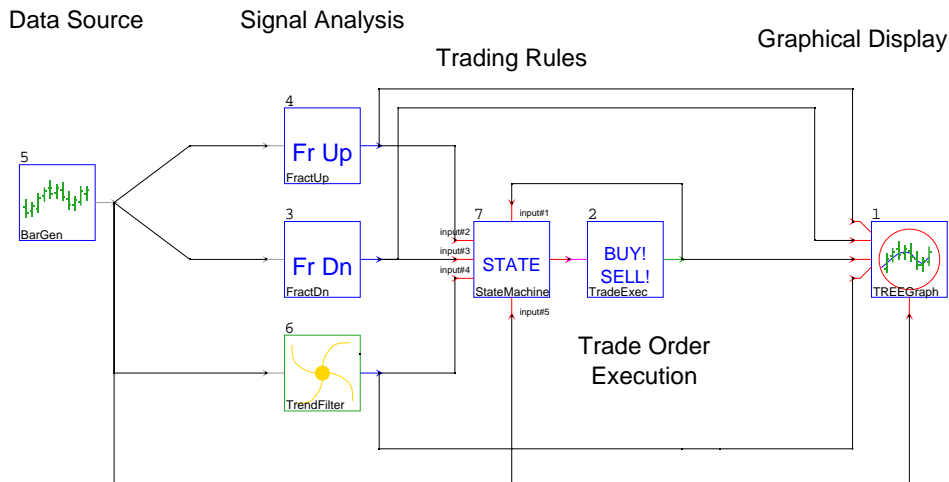 Data Source
Signal Analysis
Trading Rules
Graphical Display
4
Fr Up
FractUp
5
BarGen
3
Fr Dn
FractDn
7
input#1
input#2
input#3
input#4
STATE
StateMachine
input#5
2
BUY!
SELL!
TradeExec
1
TREEGraph
6
TrendFilter
Trade Order
Execution